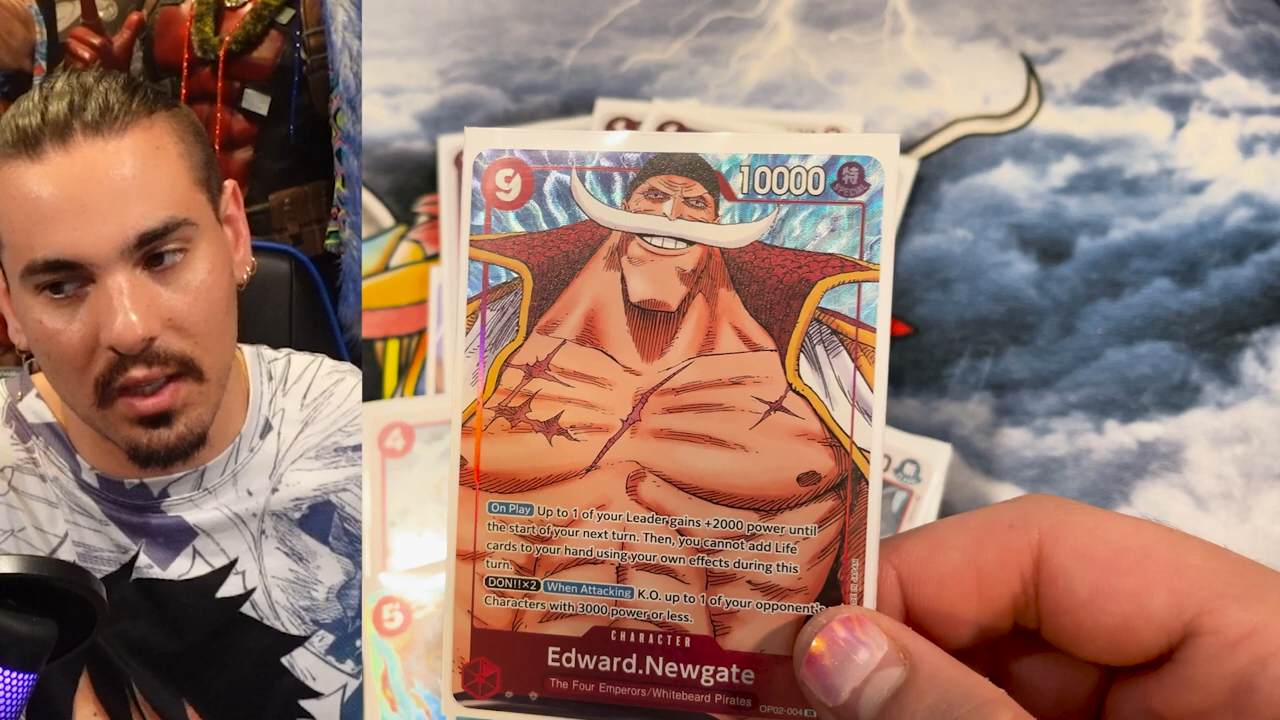 9
10000
特
SPECIAL
4
5
On Play Up to 1 of your Leader gains +2000 power until
the start of your next turn. Then, you cannot add Life
cards to your hand using your own effects during this
turn.
DON!!×2 When Attacking K.O. up to 1 of your opponent's
Characters with 3000 power or less.
CHARACTER
Edward.Newgate
The Four Emperors/Whitebeard Pirates
OP02-004 SR